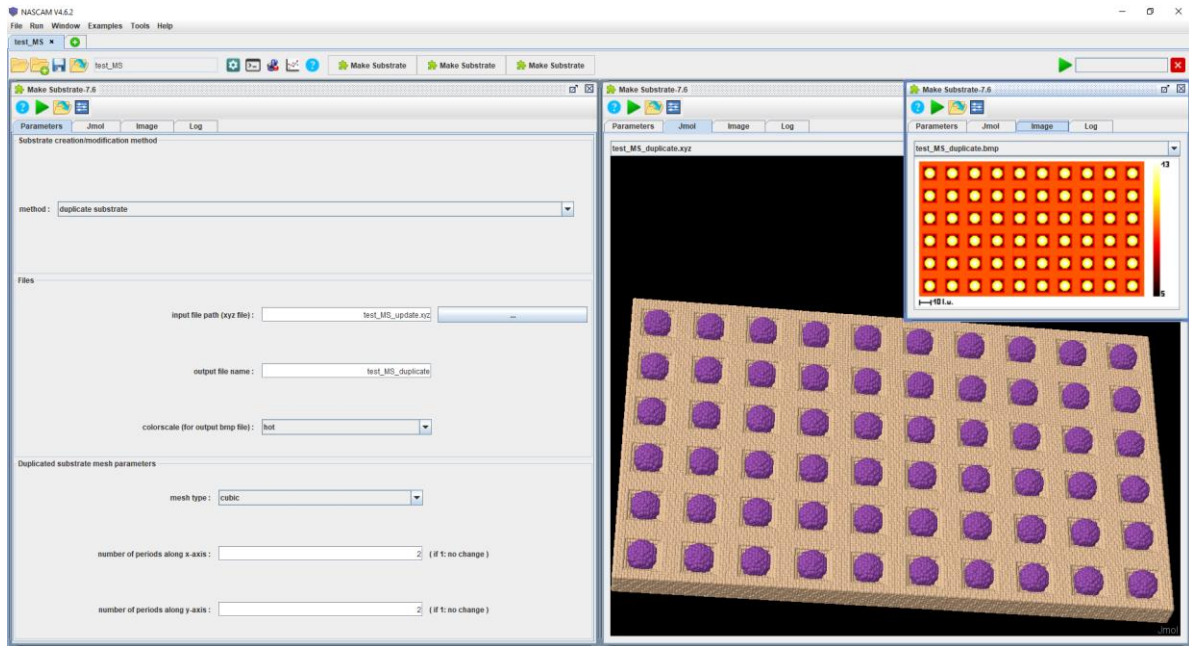 NASCAM V4.6.2
File Run Window Examples Tools Help
test_MS
test_MS
Make Substrate
Make Substrate
Make Substrate
Make Substrate-7.6
Parameters Jmol Image Log
Substrate creation/modification method
method : duplicate substrate
Files
input file path (xyz file) : test_MS_update.xyz ...
output file name : test_MS_duplicate
colorscale (for output bmp file) : hot
Duplicated substrate mesh parameters
mesh type : cubic
number of periods along x-axis : 2 ( if 1: no change )
number of periods along y-axis : 2 ( if 1: no change )
Make Substrate-7.6
Parameters Jmol Image Log
test_MS_duplicate.xyz
Jmol
Make Substrate-7.6
Parameters Jmol Image Log
test_MS_duplicate.bmp
13
5
10 l.u.